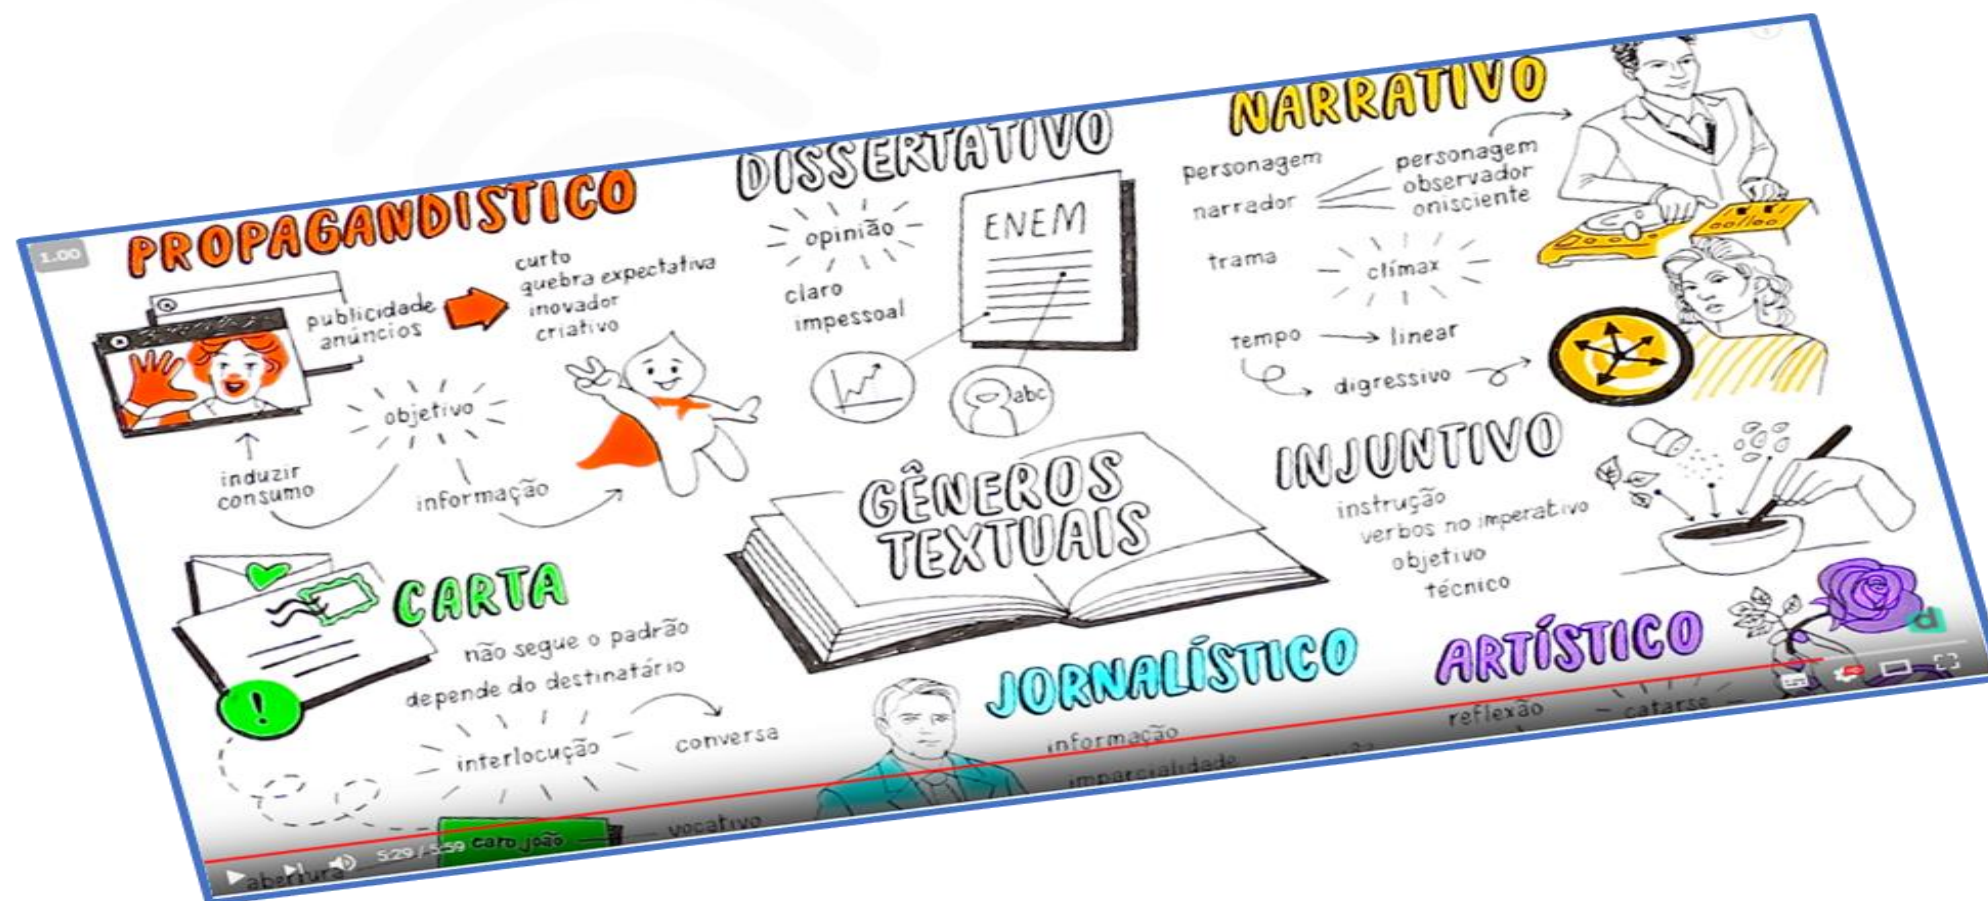 1.00
PROPAGANDISTICO
publicidade
anúncios
curto
quebra expectativa
inovador
criativo
objetivo
induzir
consumo
informação
DISSERTATIVO
opinião
claro
impessoal
ENEM
abc
NARRATIVO
personagem
narrador
personagem
observador
onisciente
trama
clímax
tempo
linear
digressivo
GÊNEROS
TEXTUAIS
INJUNTIVO
instrução
verbos no imperativo
objetivo
técnico
CARTA
não segue o padrão
depende do destinatário
interlocução
conversa
caro joão
vocativo
abertura
JORNALÍSTICO
informação
imparcialidade
ARTÍSTICO
reflexão
catarse
d
5:29 / 5:59